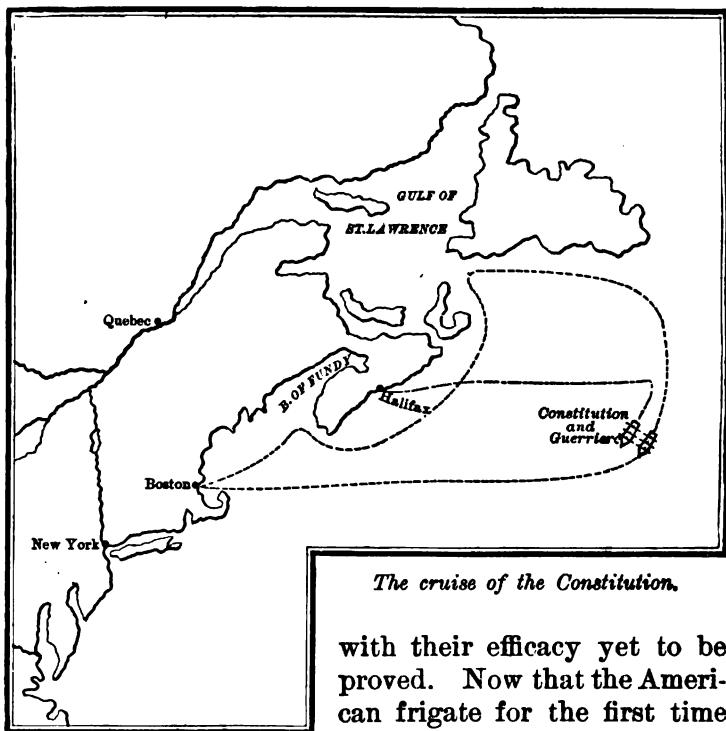 GULF OF
ST. LAWRENCE
Quebec
B. OF FUNDY
Halifax
Constitution
and
Guerriere
Boston
New York
The cruise of the Constitution.
with their efficacy yet to be
proved. Now that the Ameri-
can frigate for the first time